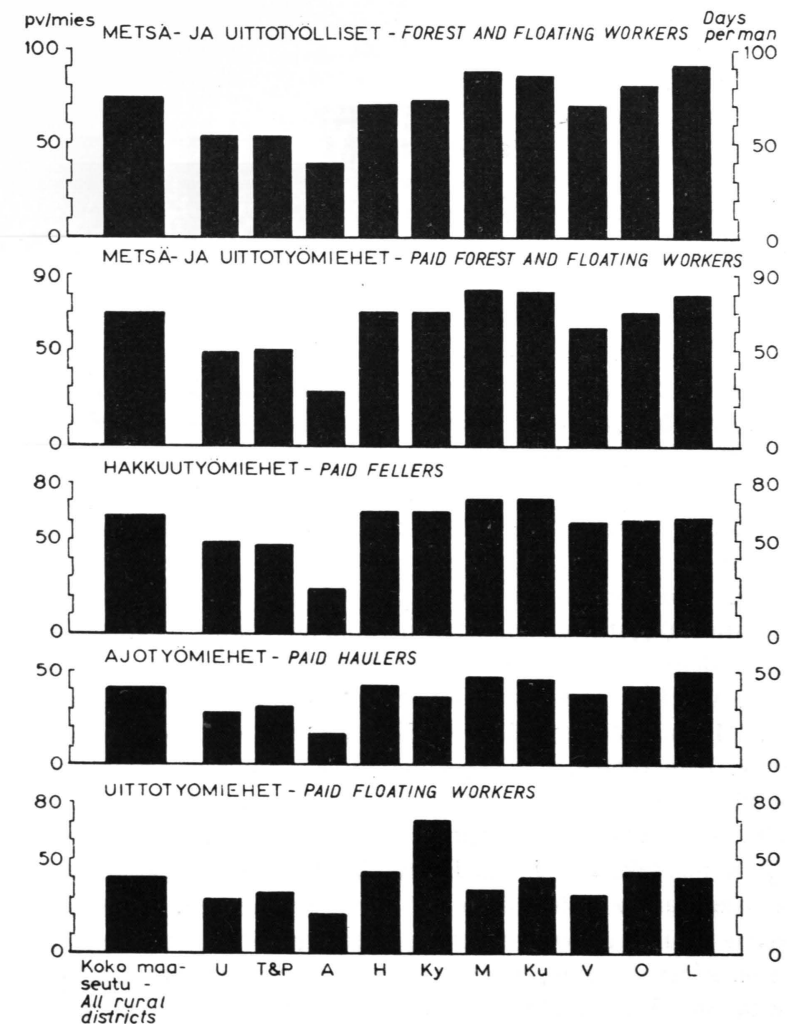 pv/mies
Days
per man
METSÄ- JA UITTOTYÖLLISET - FOREST AND FLOATING WORKERS
100 100
50 50
0 0
METSÄ- JA UITTOTYÖMIEHET - PAID FOREST AND FLOATING WORKERS
90 90
50 50
0 0
HAKKUUTYÖMIEHET - PAID FELLERS
80 80
50 50
0 0
AJOTYÖMIEHET - PAID HAULERS
50 50
0 0
UITTOTYOMIEHET - PAID FLOATING WORKERS
80 80
50 50
0 0
Koko maa-
seutu -
All rural
districts
U T&P A H Ky M Ku V O L